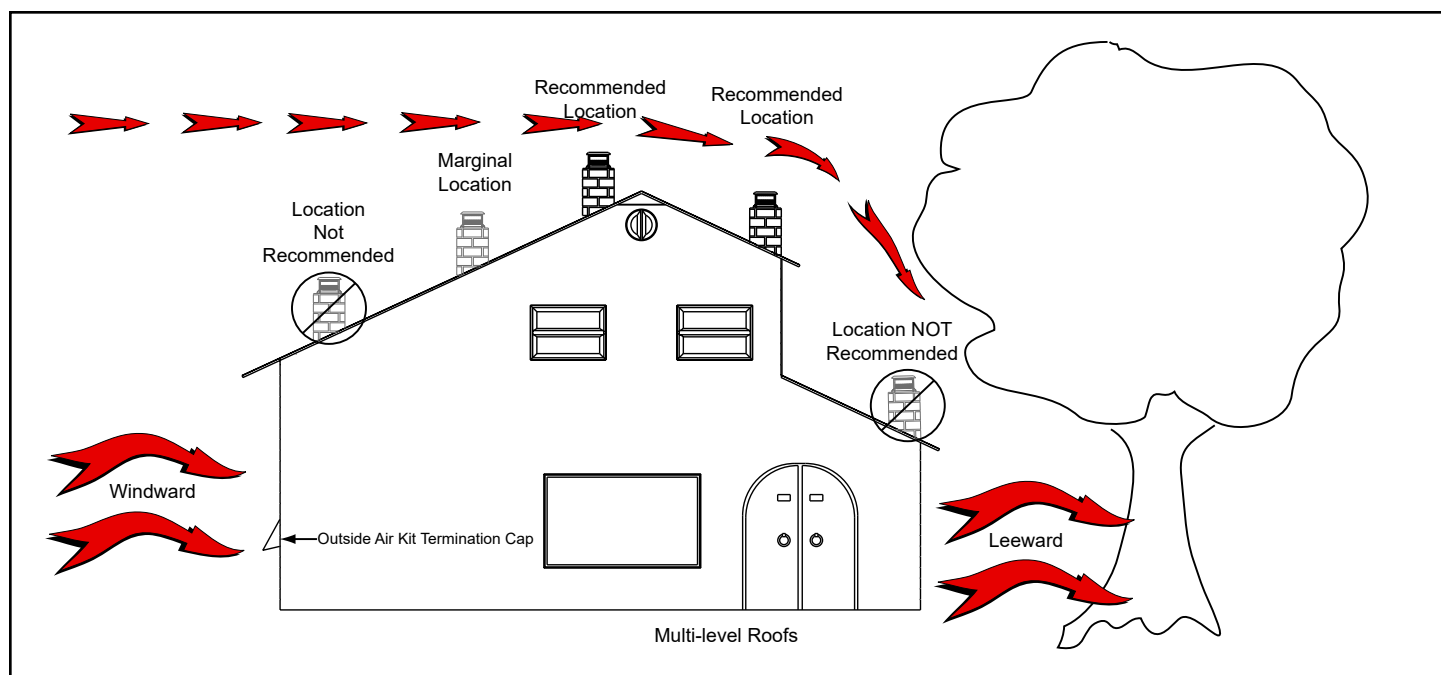 Recommended
Location
Recommended
Location
Marginal
Location
Location
Not
Recommended
Location NOT
Recommended
Windward
Outside Air Kit Termination Cap
Leeward
Multi-level Roofs